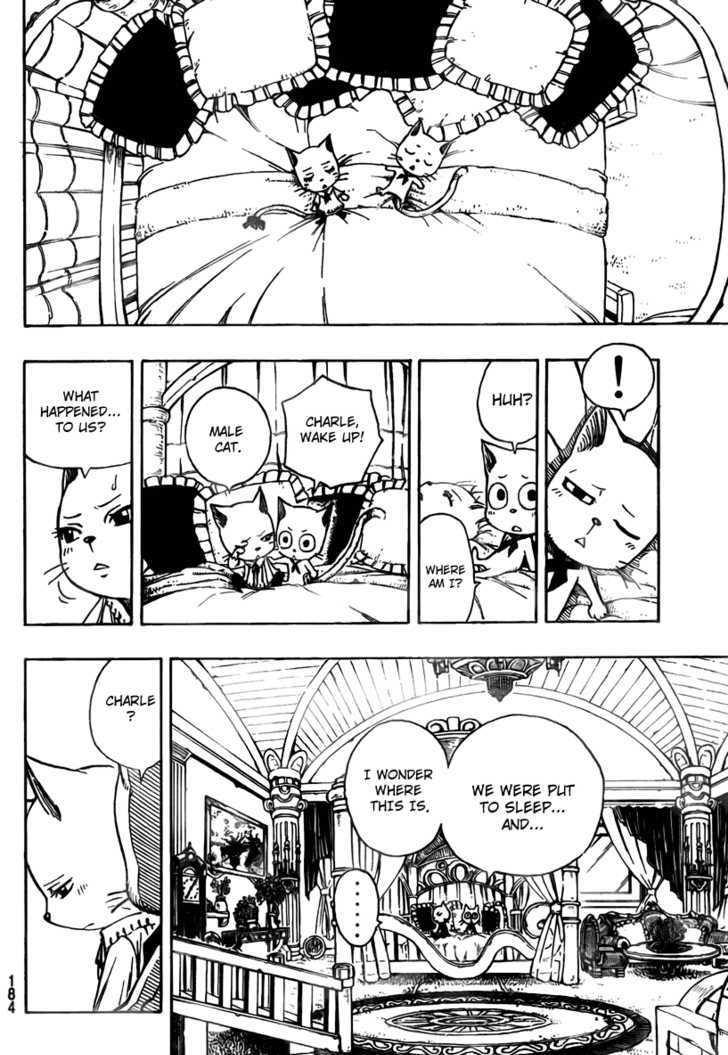 !
HUH?
WHERE
AM I?
CHARLE,
WAKE UP!
MALE
CAT.
WHAT
HAPPENED...
TO US?
WE WERE PUT
TO SLEEP...
AND...
I WONDER
WHERE
THIS IS.
......
CHARLE
?
184